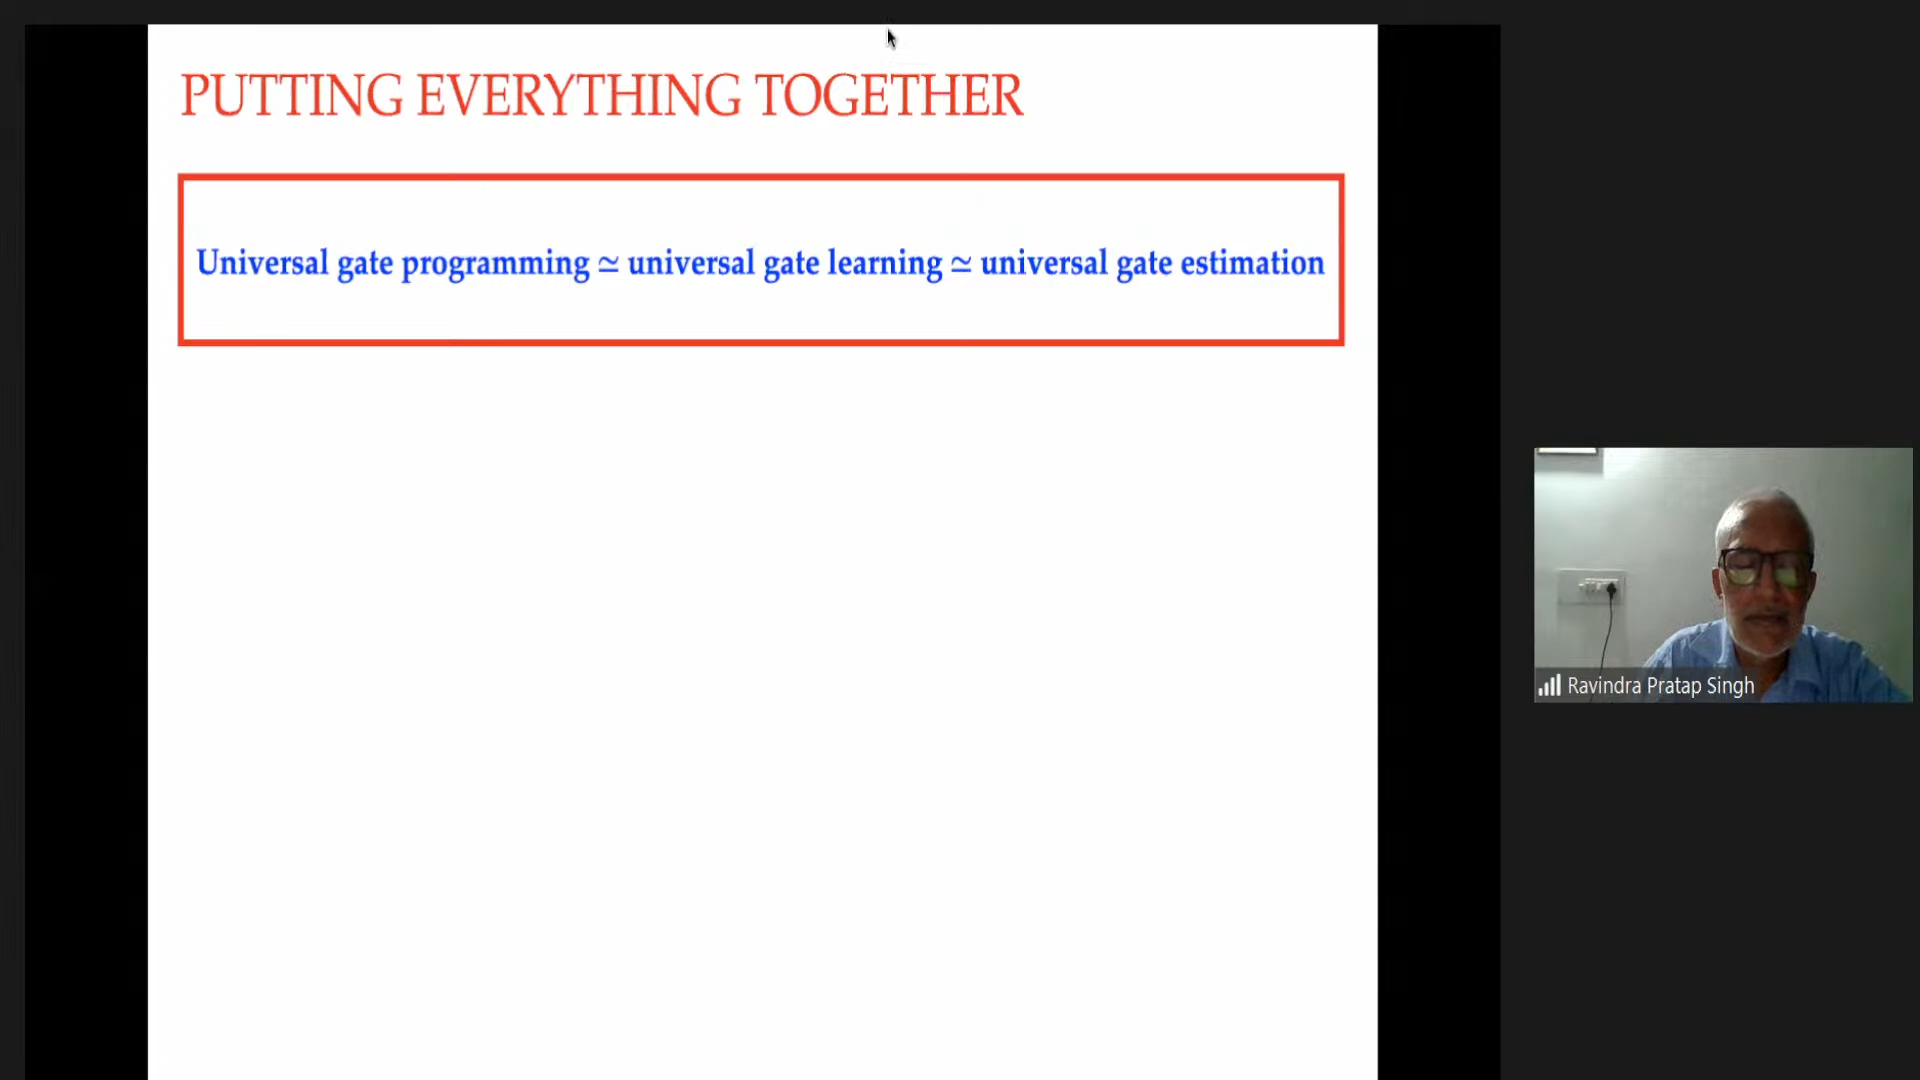 PUTTING EVERYTHING TOGETHER
Universal gate programming ≃ universal gate learning ≃ universal gate estimation
Ravindra Pratap Singh